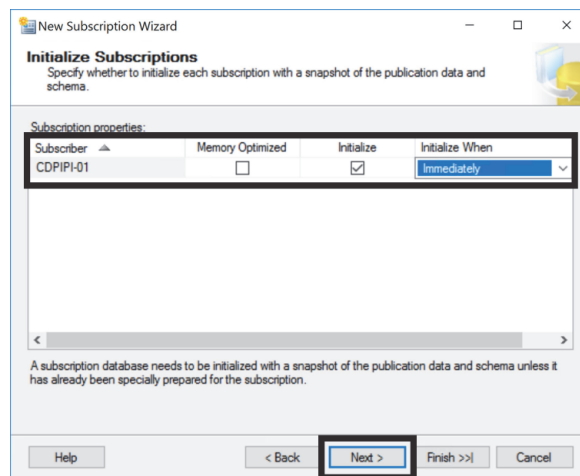 New Subscription Wizard
Initialize Subscriptions
Specify whether to initialize each subscription with a snapshot of the publication data and
schema.
Subscription properties:
Subscriber Memory Optimized Initialize Initialize When
CDPIPI-01 Immediately
A subscription database needs to be initialized with a snapshot of the publication data and schema unless it
has already been specially prepared for the subscription.
Help < Back Next > Finish >>| Cancel